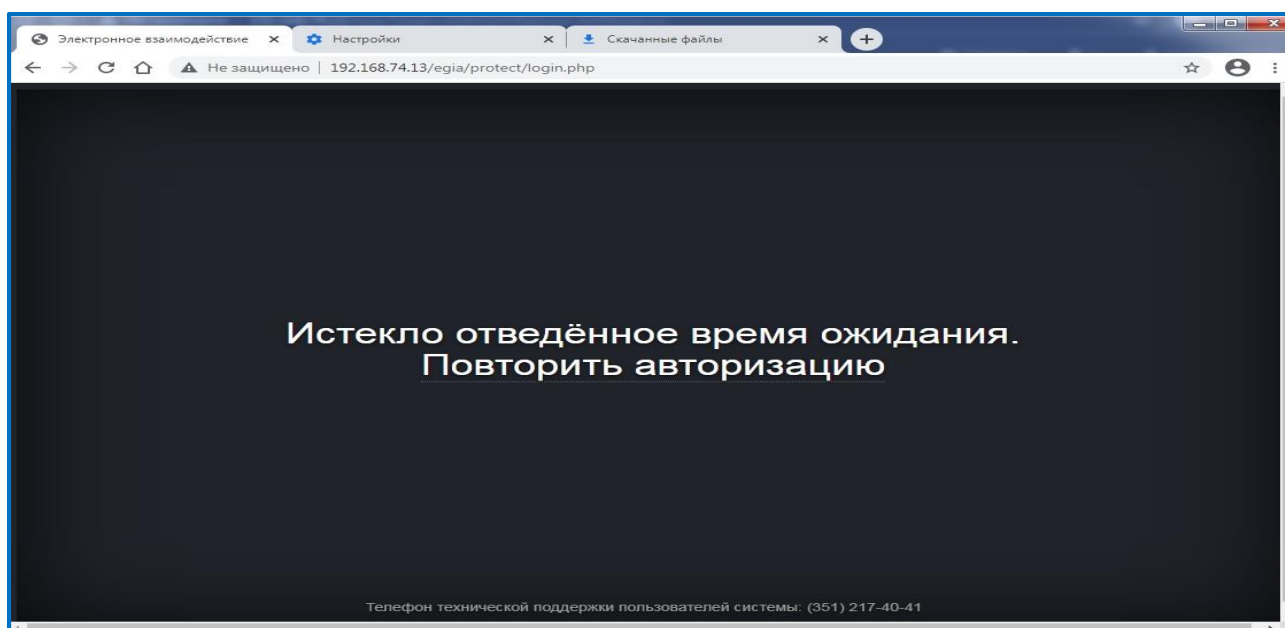 Электронное взаимодействие
Настройки
Скачанные файлы
Не защищено | 192.168.74.13/egia/protect/login.php
Истекло отведённое время ожидания.
Повторить авторизацию
Телефон технической поддержки пользователей системы: (351) 217-40-41